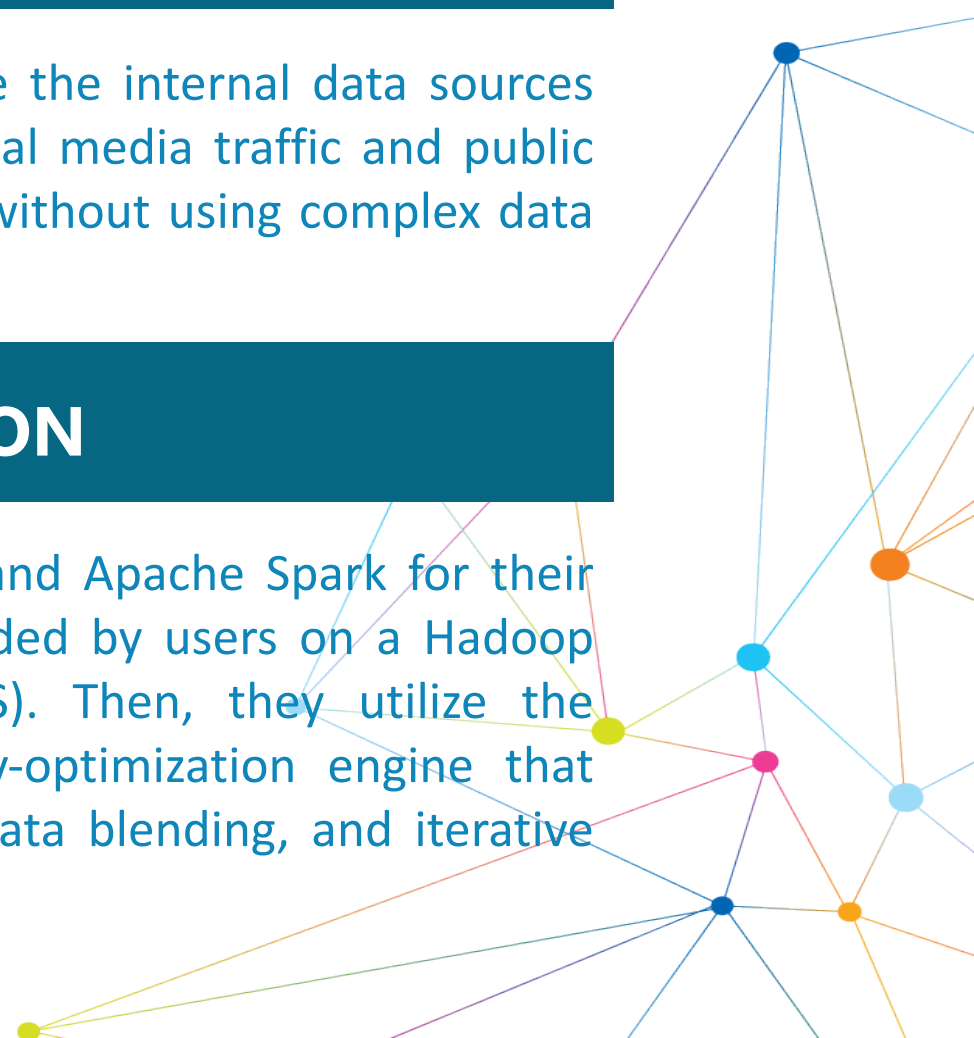 the internal data sources
al media traffic and public
without using complex data
ON
and Apache Spark for their
ded by users on a Hadoop
S). Then, they utilize the
y-optimization engine that
ata blending, and iterative